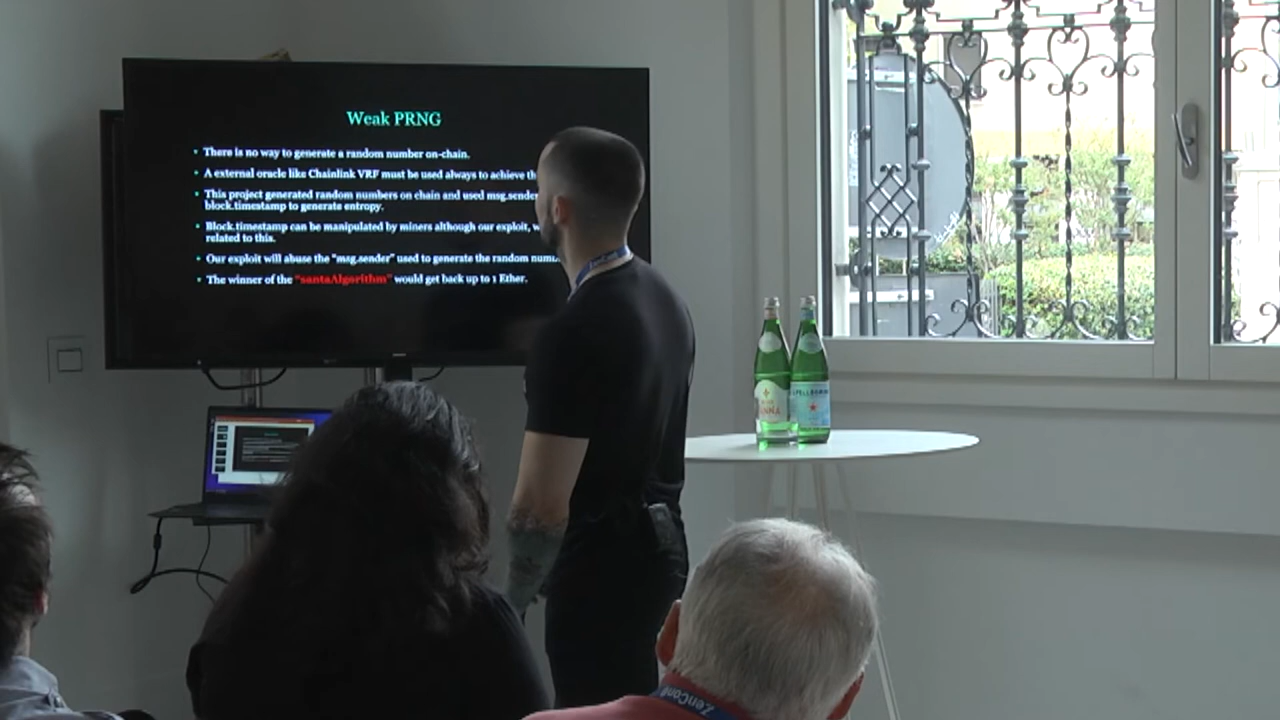 Weak PRNG
There is no way to generate a random number on-chain.
A external oracle like Chainlink VRF must be used always to achieve
This project generated random numbers on chain and used
block.timestamp to generate entropy.
Block.timestamp can be manipulated by miners although our exploit,
related to this.
Our exploit will abuse the "msg.sender" used to generate the random
The winner of the "santaAlgorithm" would get back up to 1 Ether.